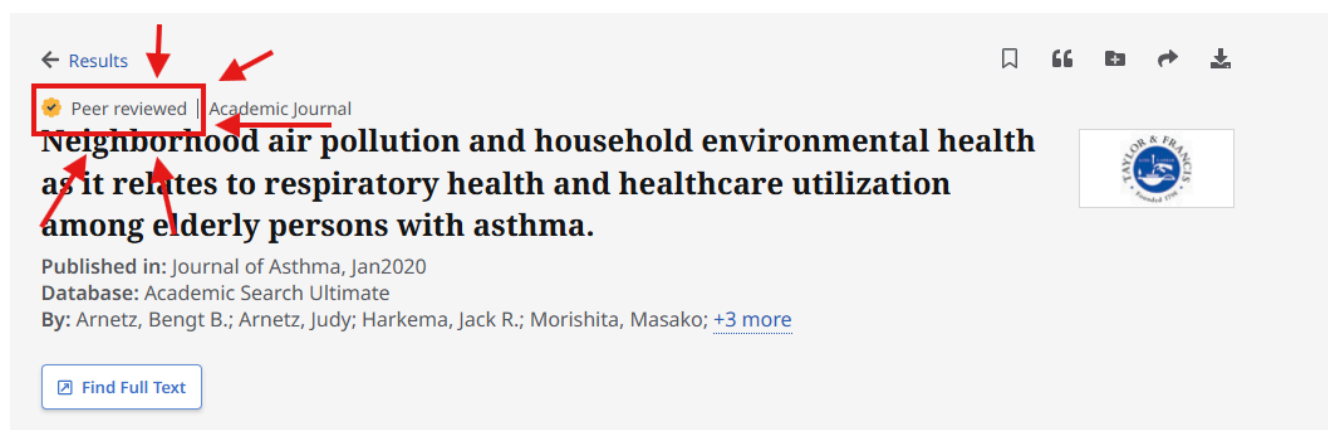 Results
Peer reviewed | Academic Journal
Neighborhood air pollution and household environmental health
as it relates to respiratory health and healthcare utilization
among elderly persons with asthma.
TAYLOR & FRANCIS
Published in: Journal of Asthma, Jan2020
Database: Academic Search Ultimate
By: Arnetz, Bengt B.; Arnetz, Judy; Harkema, Jack R.; Morishita, Masako; +3 more
Find Full Text